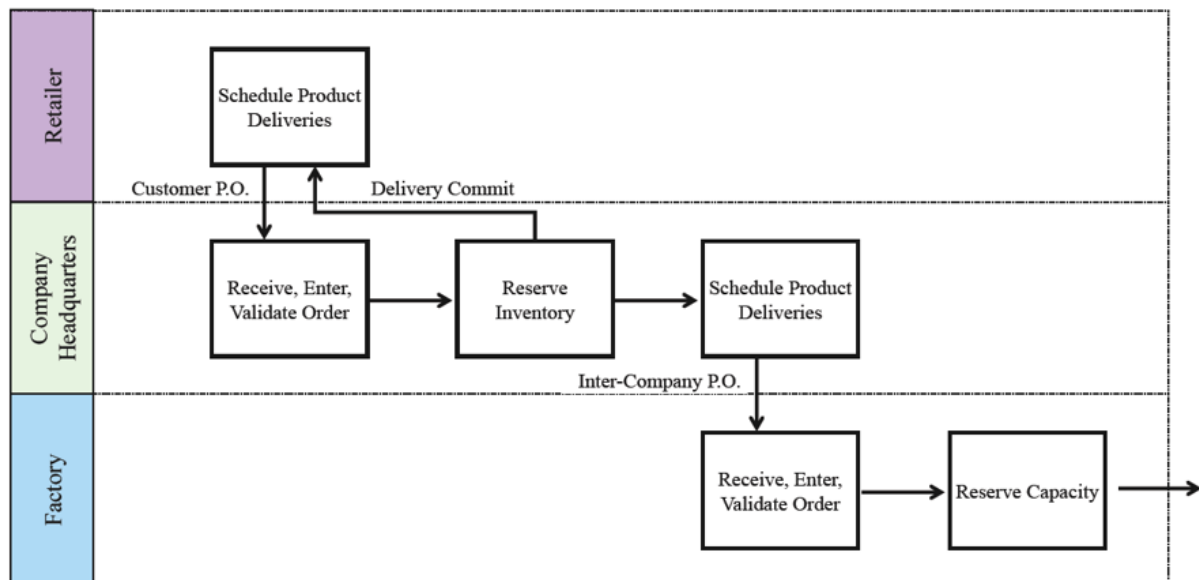 Retailer
Schedule Product
Deliveries
Customer P.O.
Delivery Commit
Company
Headquarters
Receive, Enter,
Validate Order
Reserve
Inventory
Schedule Product
Deliveries
Inter-Company P.O.
Factory
Receive, Enter,
Validate Order
Reserve Capacity